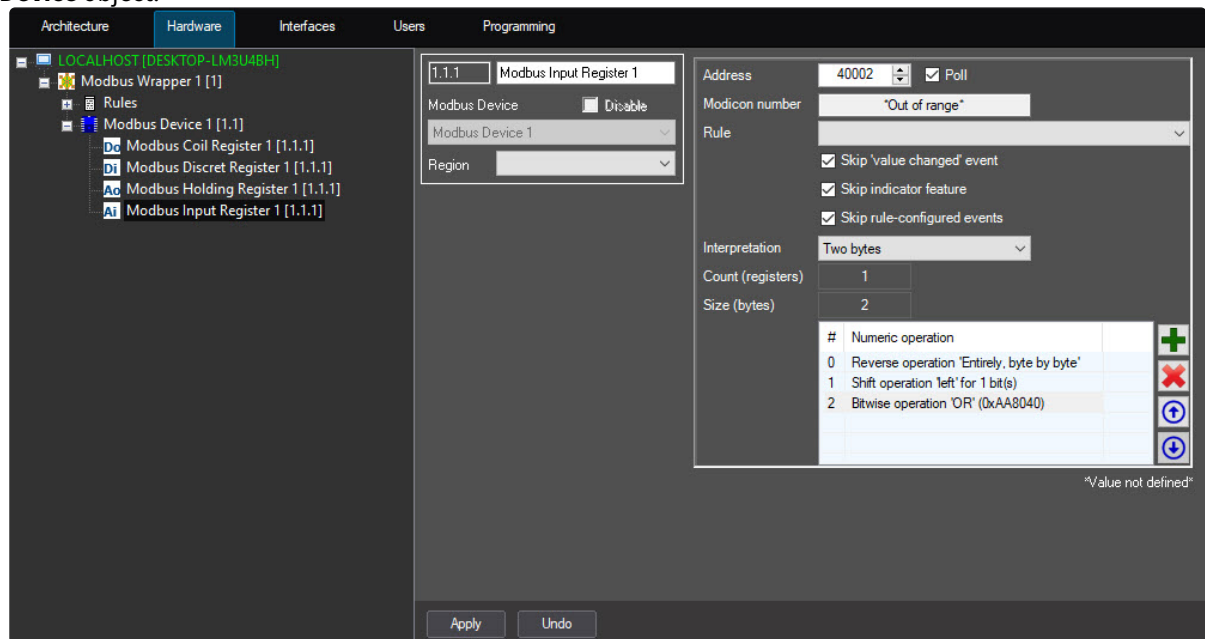 Device object.
Architecture Hardware Interfaces Users Programming
LOCALHOST [DESKTOP-LM3U4BH]
Modbus Wrapper 1 [1]
Rules
Modbus Device 1 [1.1]
Do Modbus Coil Register 1 [1.1.1]
Di Modbus Discret Register 1 [1.1.1]
Ao Modbus Holding Register 1 [1.1.1]
Ai Modbus Input Register 1 [1.1.1]
1.1.1 Modbus Input Register 1
Modbus Device Disable
Modbus Device 1
Region
Address 40002 Poll
Modicon number *Out of range*
Rule
Skip 'value changed' event
Skip indicator feature
Skip rule-configured events
Interpretation Two bytes
Count (registers) 1
Size (bytes) 2
# Numeric operation
0 Reverse operation 'Entirely, byte by byte'
1 Shift operation 'left' for 1 bit(s)
2 Bitwise operation 'OR' (0xAA8040)
*Value not defined*
Apply Undo